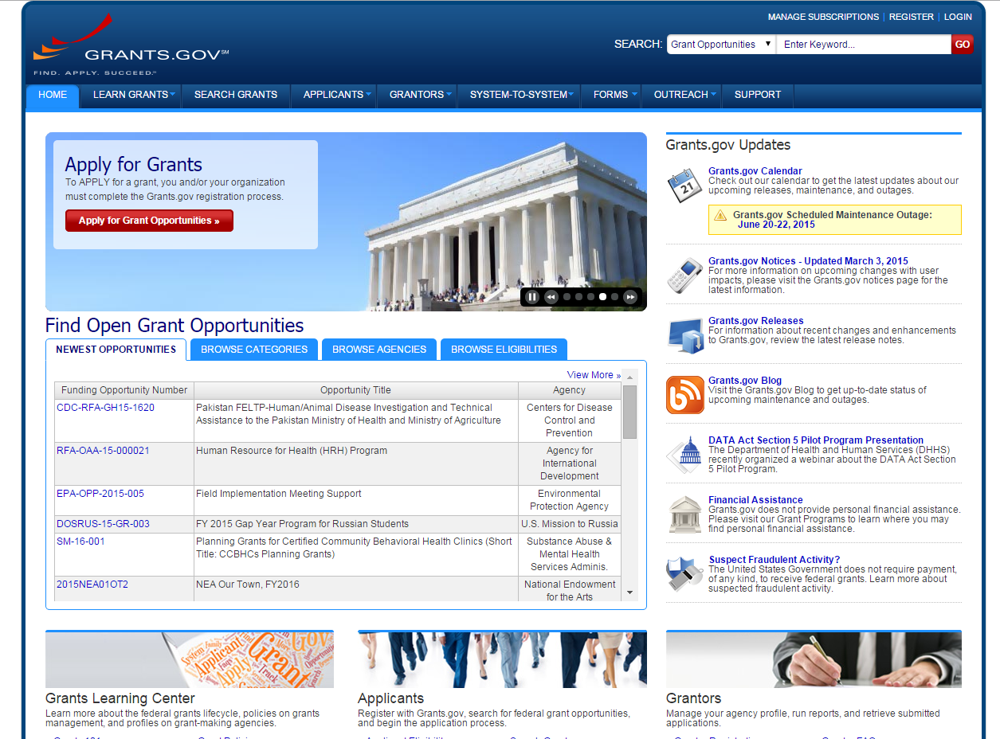 MANAGE SUBSCRIPTIONS | REGISTER | LOGIN
GRANTS.GOV℠
FIND. APPLY. SUCCEED.
SEARCH: Grant Opportunities Enter Keyword... GO
HOME LEARN GRANTS SEARCH GRANTS APPLICANTS GRANTORS SYSTEM-TO-SYSTEM FORMS OUTREACH SUPPORT
Apply for Grants
To APPLY for a grant, you and/or your organization
must complete the Grants.gov registration process.
Apply for Grant Opportunities »
Find Open Grant Opportunities
NEWEST OPPORTUNITIES BROWSE CATEGORIES BROWSE AGENCIES BROWSE ELIGIBILITIES
View More »
Funding Opportunity Number Opportunity Title Agency
CDC-RFA-GH15-1620 Pakistan FELTP-Human/Animal Disease Investigation and Technical Centers for Disease
Assistance to the Pakistan Ministry of Health and Ministry of Agriculture Control and
Prevention
RFA-OAA-15-000021 Human Resource for Health (HRH) Program Agency for
International
Development
EPA-OPP-2015-005 Field Implementation Meeting Support Environmental
Protection Agency
DOSRUS-15-GR-003 FY 2015 Gap Year Program for Russian Students U.S. Mission to Russia
SM-16-001 Planning Grants for Certified Community Behavioral Health Clinics (Short Substance Abuse &
Title: CCBHCs Planning Grants) Mental Health
Services Adminis.
2015NEA01OT2 NEA Our Town, FY2016 National Endowment
for the Arts
Grants.gov Updates
Grants.gov Calendar
21
Check out our calendar to get the latest updates about our
upcoming releases, maintenance, and outages.
Grants.gov Scheduled Maintenance Outage:
June 20-22, 2015
Grants.gov Notices - Updated March 3, 2015
For more information on upcoming changes with user
impacts, please visit the Grants.gov notices page for the
latest information.
Grants.gov Releases
For information about recent changes and enhancements
to Grants.gov, review the latest release notes.
Grants.gov Blog
Visit the Grants.gov Blog to get up-to-date status of
upcoming maintenance and outages.
DATA Act Section 5 Pilot Program Presentation
The Department of Health and Human Services (DHHS)
recently organized a webinar about the DATA Act Section
5 Pilot Program.
Financial Assistance
Grants.gov does not provide personal financial assistance.
Please visit our Grant Programs to learn where you may
find personal financial assistance.
Suspect Fraudulent Activity?
The United States Government does not require payment,
of any kind, to receive federal grants. Learn more about
suspected fraudulent activity.
System Family Find More Gov
Applicant Grant Opportunities
Faqs Apply Track Search
Grants Learning Center
Learn more about the federal grants lifecycle, policies on grants
management, and profiles on grant-making agencies.
Applicants
Register with Grants.gov, search for federal grant opportunities,
and begin the application process.
Grantors
Manage your agency profile, run reports, and retrieve submitted
applications.